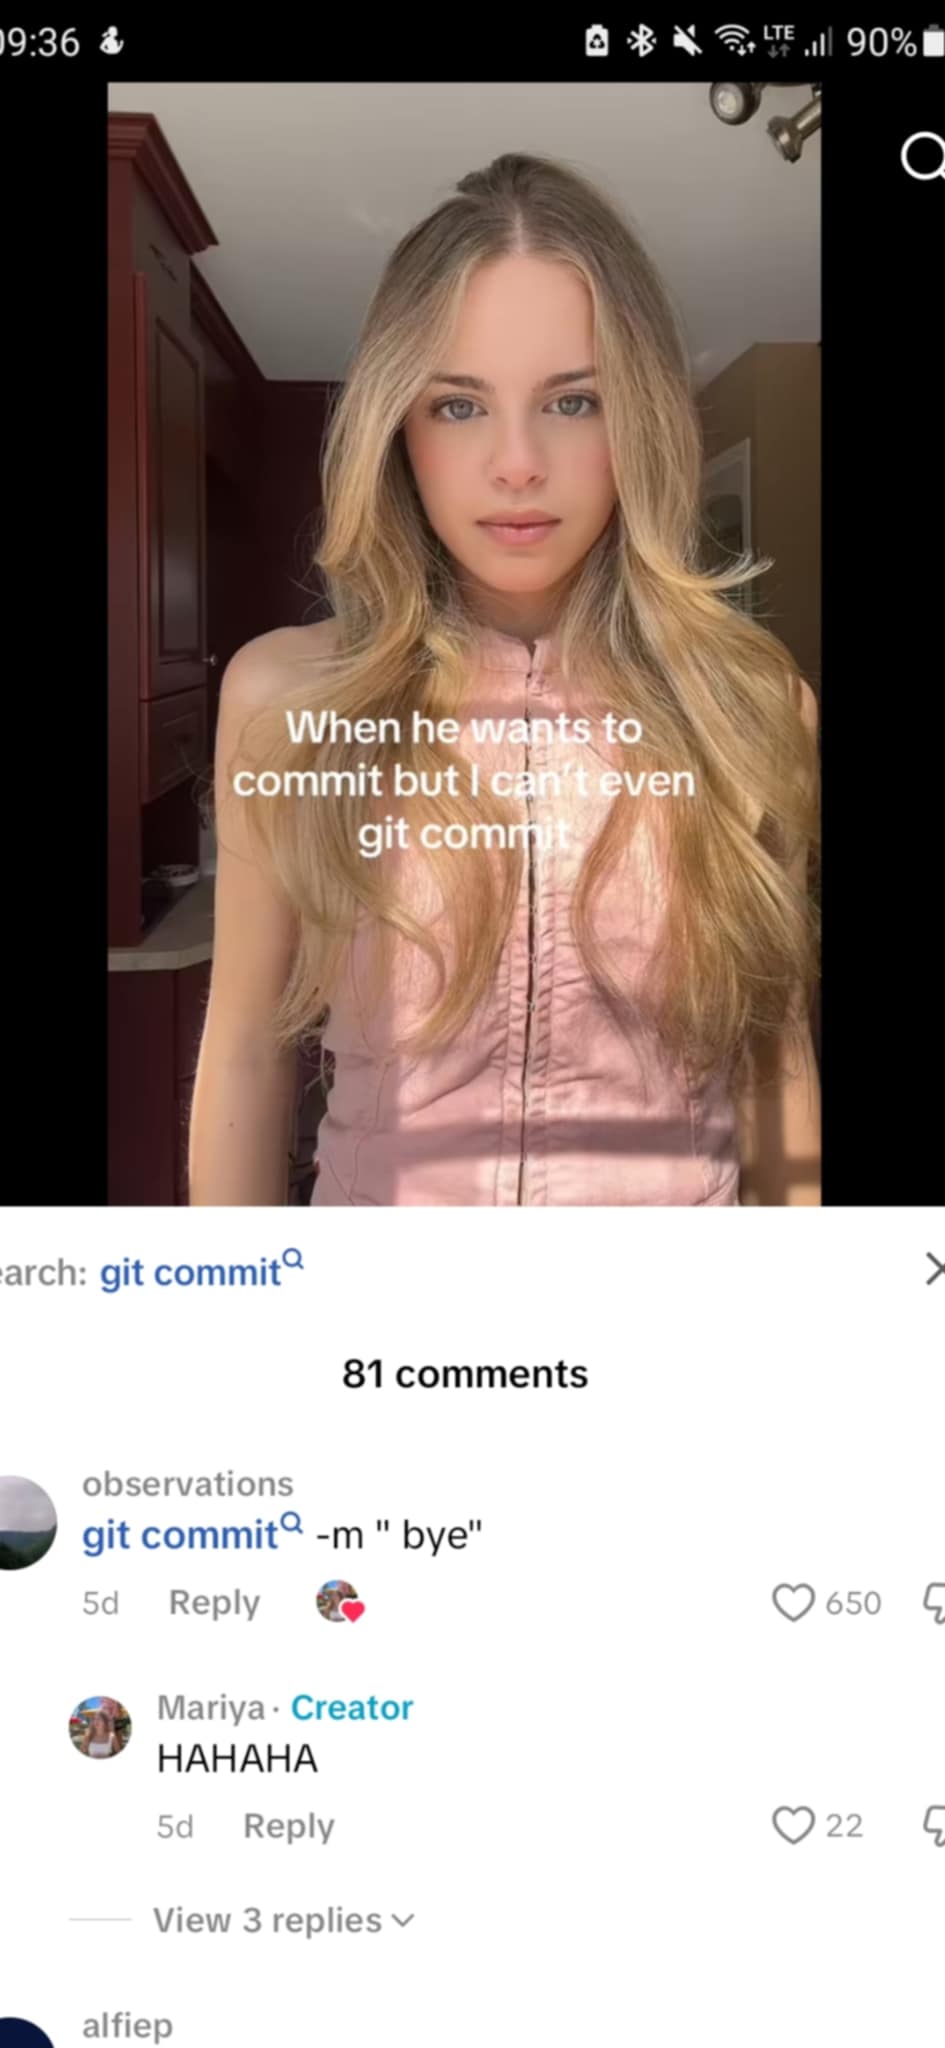 09:36 LTE 90%
When he wants to
commit but I can't even
git commit
earch: git commit
81 comments
observations
git commit -m " bye"
5d Reply 650
Mariya · Creator
HAHAHA
5d Reply 22
View 3 replies
alfiep